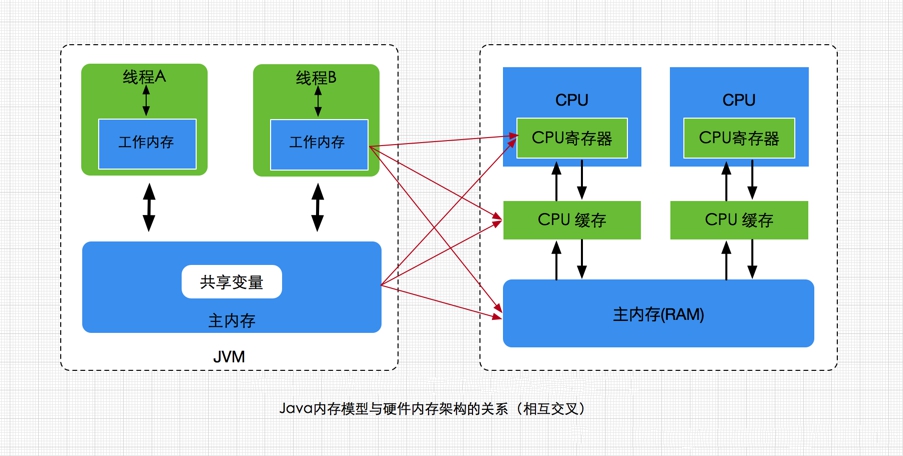 线程A
工作内存
线程B
工作内存
共享变量
主内存
JVM
CPU
CPU寄存器
CPU 缓存
CPU
CPU寄存器
CPU 缓存
主内存(RAM)
Java内存模型与硬件内存架构的关系（相互交叉）